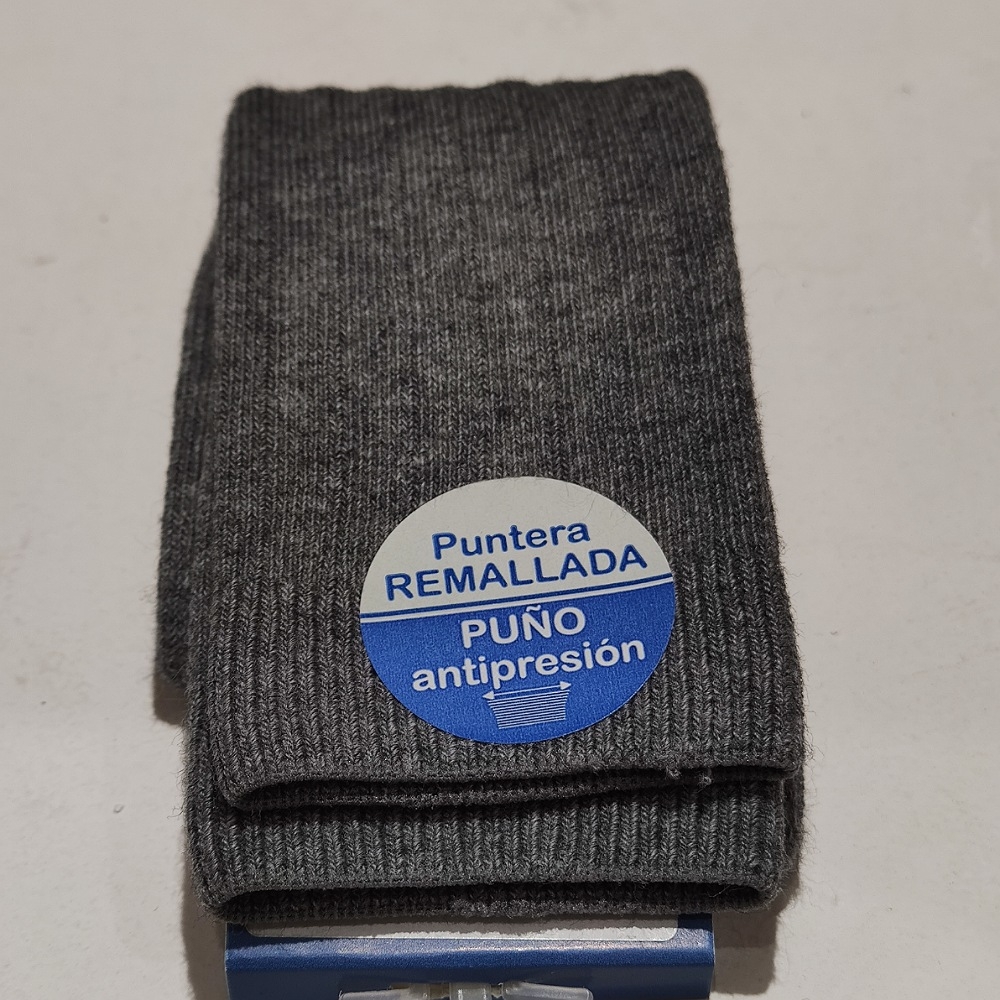 Puntera
REMALLADA
PUÑO
antipresión